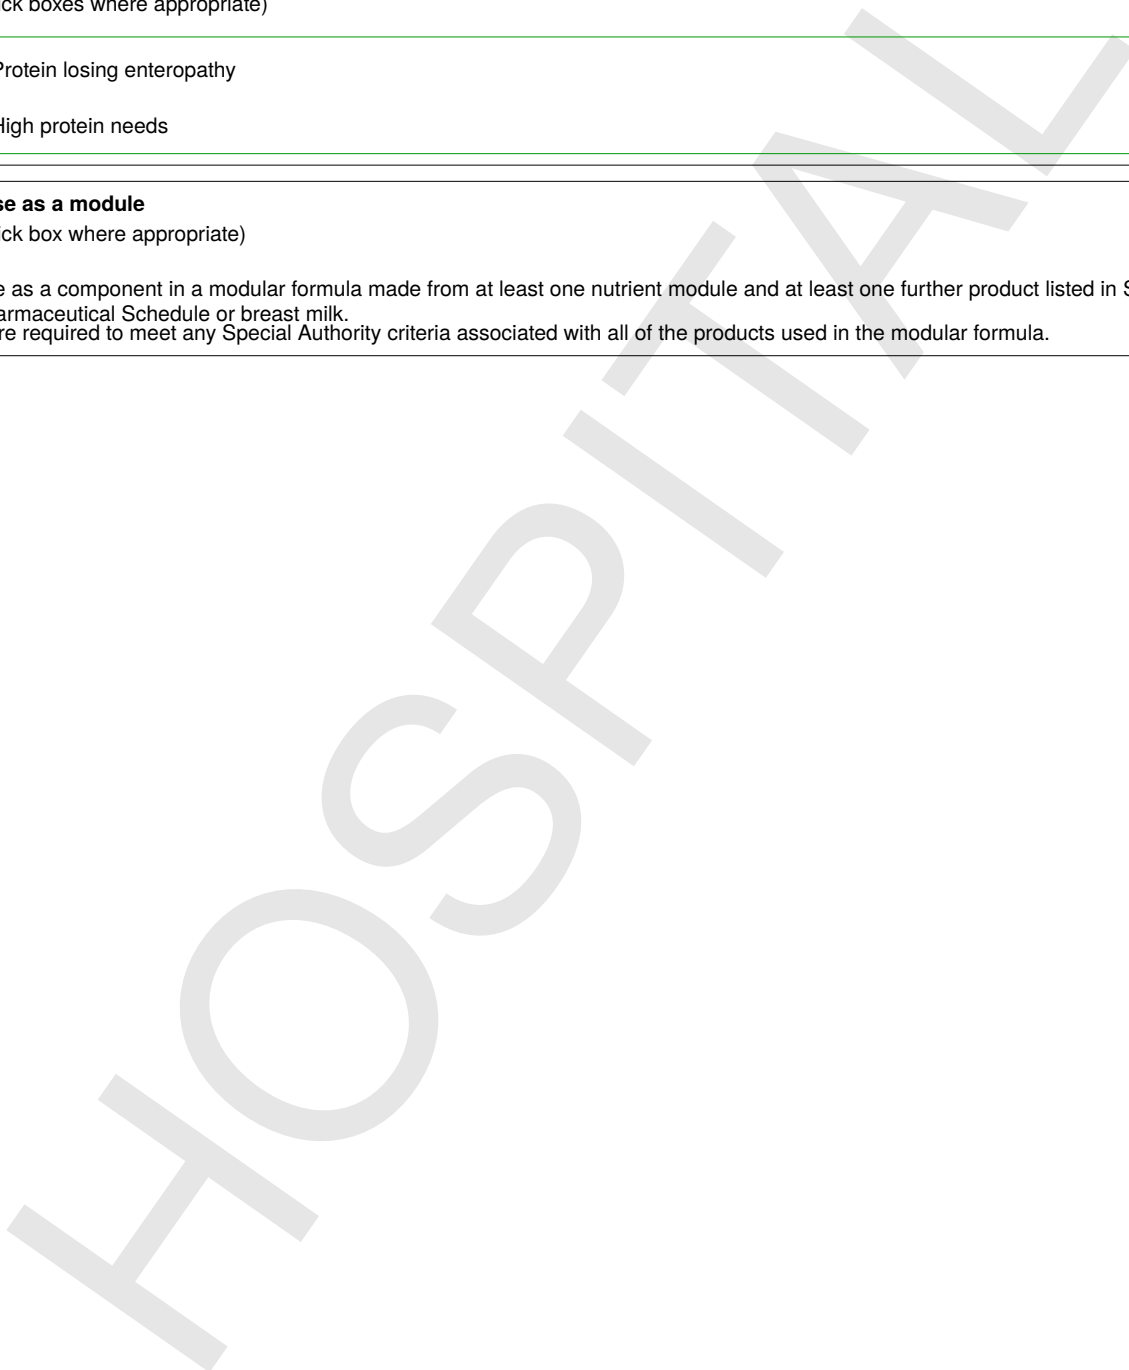 ck boxes where appropriate)
Protein losing enteropathy
High protein needs
se as a module
ick box where appropriate)
e as a component in a modular formula made from at least one nutrient module and at least one further product listed in S
armaceutical Schedule or breast milk.
re required to meet any Special Authority criteria associated with all of the products used in the modular formula.
HOSPITAL